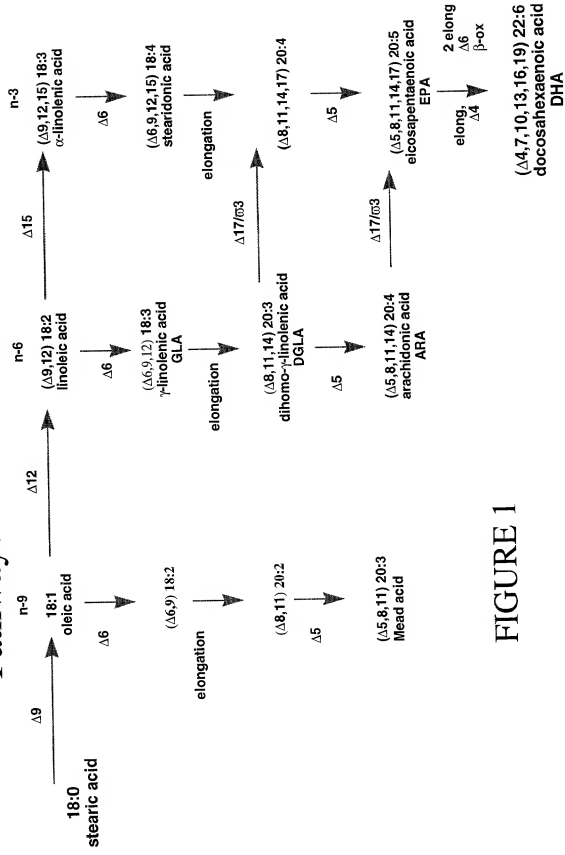 n-9
n-6
n-3
18:0
stearic acid
Δ9
18:1
oleic acid
Δ12
(Δ9,12) 18:2
linoleic acid
Δ15
(Δ9,12,15) 18:3
α-linolenic acid
Δ6
Δ6
Δ6
(Δ6,9) 18:2
(Δ6,9,12) 18:3
γ-linolenic acid
GLA
(Δ6,9,12,15) 18:4
stearidonic acid
elongation
elongation
elongation
(Δ8,11) 20:2
(Δ8,11,14) 20:3
dihomo-γ-linolenic acid
DGLA
Δ17/ϖ3
(Δ8,11,14,17) 20:4
Δ5
Δ5
Δ5
(Δ5,8,11) 20:3
Mead acid
(Δ5,8,11,14) 20:4
arachidonic acid
ARA
Δ17/ϖ3
(Δ5,8,11,14,17) 20:5
eicosapentaenoic acid
EPA
elong,
Δ4
2 elong
Δ6
β-ox
(Δ4,7,10,13,16,19) 22:6
docosahexaenoic acid
DHA
FIGURE 1